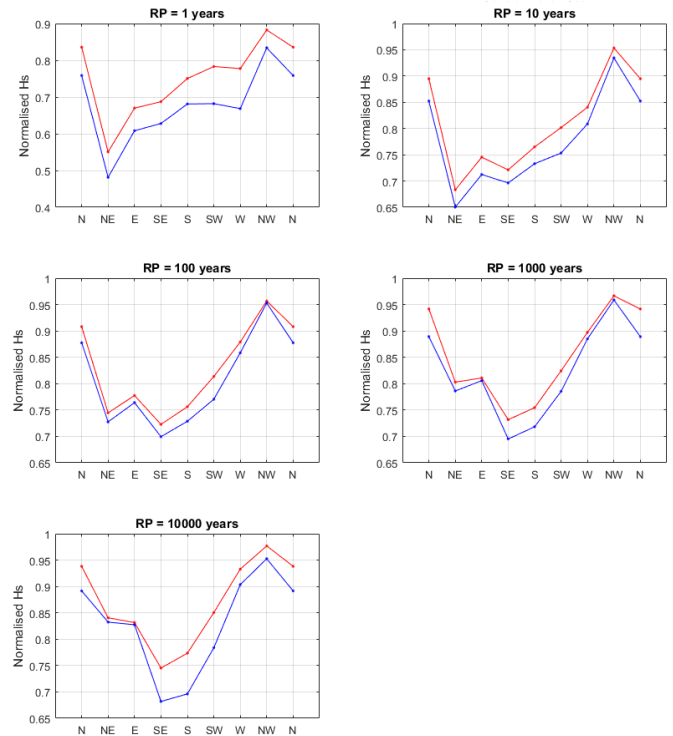 RP = 1 years
0.9
0.8
0.7
0.6
0.5
0.4
Normalised Hs
N NE E SE S SW W NW N
RP = 10 years
1
0.95
0.9
0.85
0.8
0.75
0.7
0.65
Normalised Hs
N NE E SE S SW W NW N
RP = 100 years
1
0.95
0.9
0.85
0.8
0.75
0.7
0.65
Normalised Hs
N NE E SE S SW W NW N
RP = 1000 years
1
0.95
0.9
0.85
0.8
0.75
0.7
0.65
Normalised Hs
N NE E SE S SW W NW N
RP = 10000 years
1
0.95
0.9
0.85
0.8
0.75
0.7
0.65
Normalised Hs
N NE E SE S SW W NW N